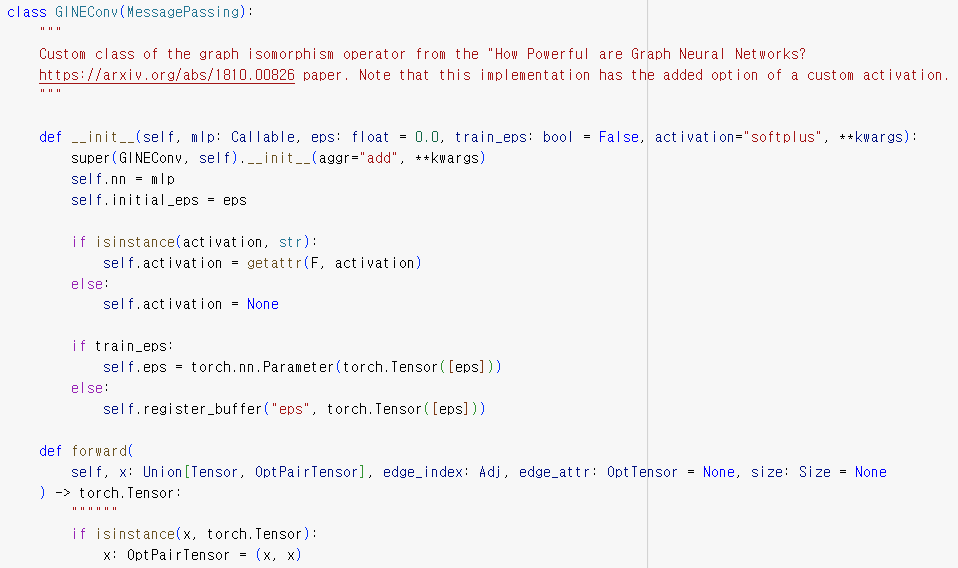 class GINEConv(MessagePassing):
    """
    Custom class of the graph isomorphism operator from the "How Powerful are Graph Neural Networks?
    https://arxiv.org/abs/1810.00826 paper. Note that this implementation has the added option of a custom activation.
    """

    def __init__(self, mlp: Callable, eps: float = 0.0, train_eps: bool = False, activation="softplus", **kwargs):
        super(GINEConv, self).__init__(aggr="add", **kwargs)
        self.nn = mlp
        self.initial_eps = eps

        if isinstance(activation, str):
            self.activation = getattr(F, activation)
        else:
            self.activation = None

        if train_eps:
            self.eps = torch.nn.Parameter(torch.Tensor([eps]))
        else:
            self.register_buffer("eps", torch.Tensor([eps]))

    def forward(
        self, x: Union[Tensor, OptPairTensor], edge_index: Adj, edge_attr: OptTensor = None, size: Size = None
    ) -> torch.Tensor:
        """"""
        if isinstance(x, torch.Tensor):
            x: OptPairTensor = (x, x)